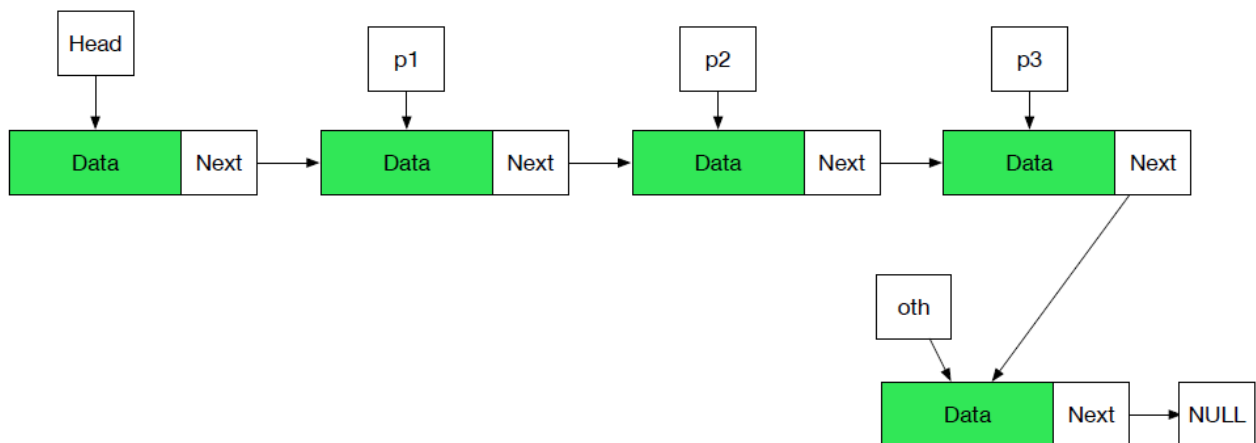 Head
p1
p2
p3
Data Next
Data Next
Data Next
Data Next
oth
Data Next
NULL